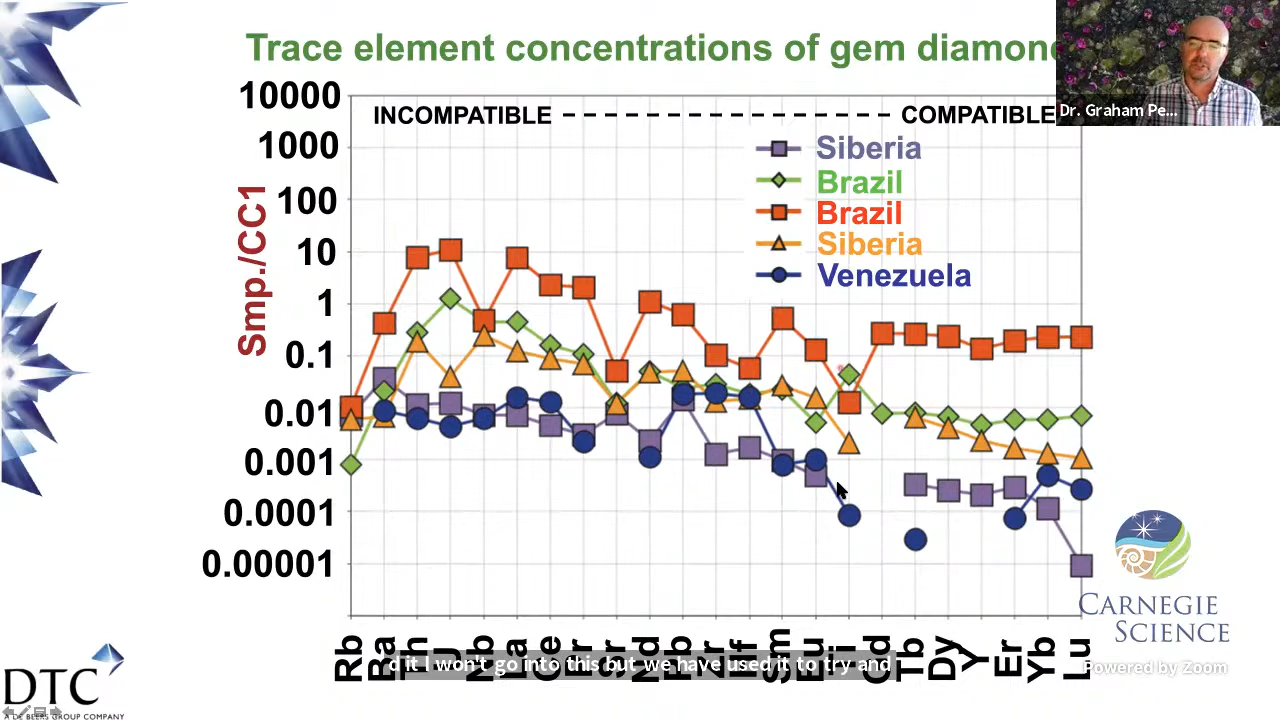 Trace element concentrations of gem
Dr. Graham Pe...
10000
1000
100
10
1
0.1
0.01
0.001
0.0001
0.00001
Smp./CC1
INCOMPATIBLE
COMPATIBLE
Siberia
Brazil
Brazil
Siberia
Venezuela
Rb
Ba
Th
U
Nb
La
Ce
Pr
Sr
Nd
Zr
Hf
Sm
Eu
Ti
Gd
Tb
Dy
Y
Er
Yb
Lu
d it I won't go into this but we have used it to try and
CARNEGIE
SCIENCE
Powered by Zoom
DTC
A DE BEERS GROUP COMPANY